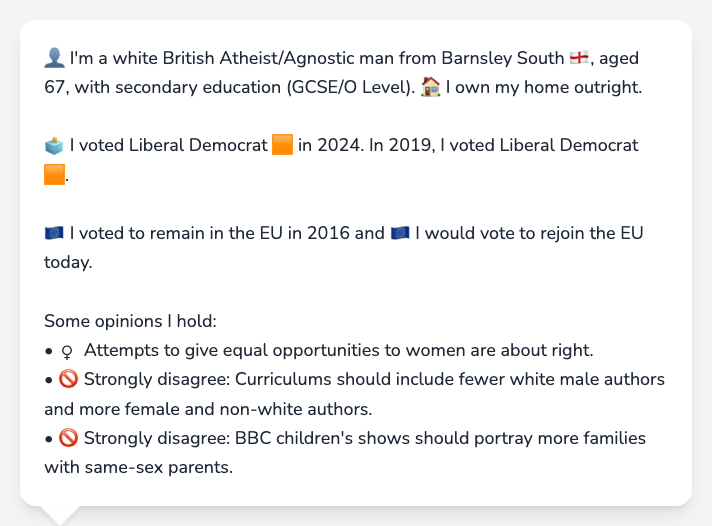 👤 I'm a white British Atheist/Agnostic man from Barnsley South 🏴󠁧󠁢󠁥󠁮󠁧󠁿, aged
67, with secondary education (GCSE/O Level). 🏠 I own my home outright.
🗳️ I voted Liberal Democrat 🟧 in 2024. In 2019, I voted Liberal Democrat
🟧.
🇪🇺 I voted to remain in the EU in 2016 and 🇪🇺 I would vote to rejoin the EU
today.
Some opinions I hold:
• ♀ Attempts to give equal opportunities to women are about right.
• 🚫 Strongly disagree: Curriculums should include fewer white male authors
and more female and non-white authors.
• 🚫 Strongly disagree: BBC children's shows should portray more families
with same-sex parents.